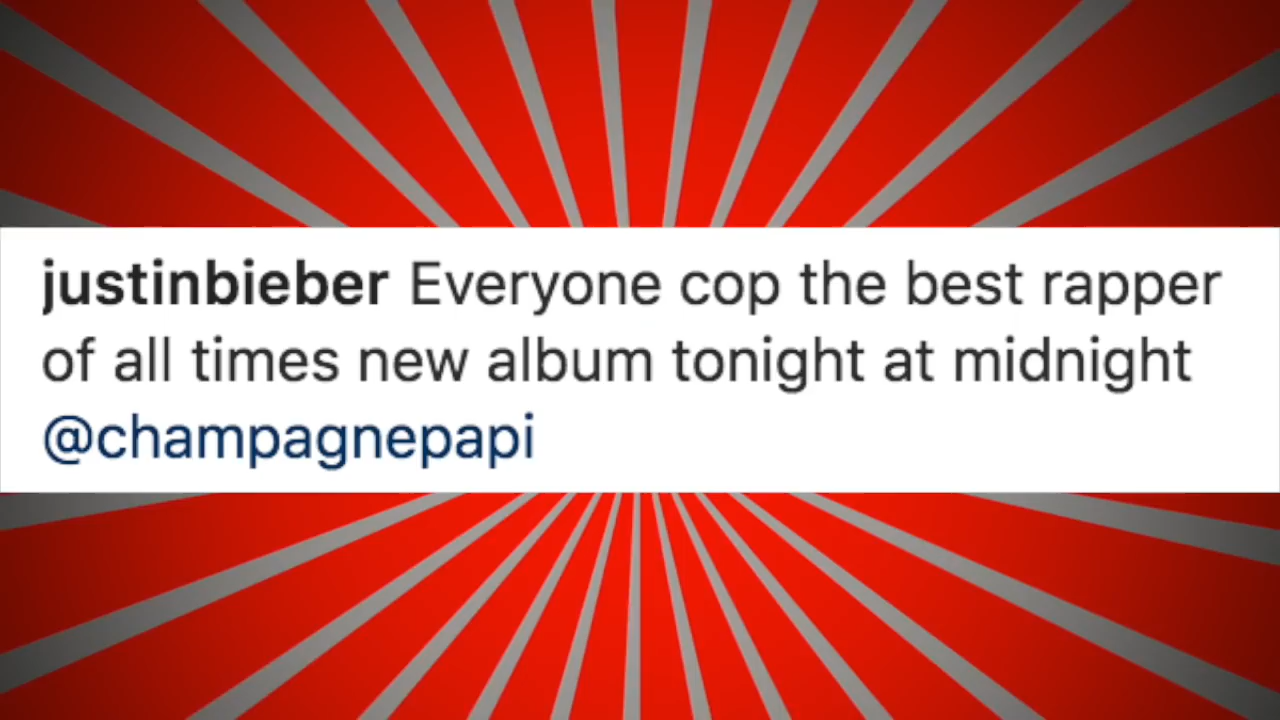 justinbieber Everyone cop the best rapper
of all times new album tonight at midnight
@champagnepapi